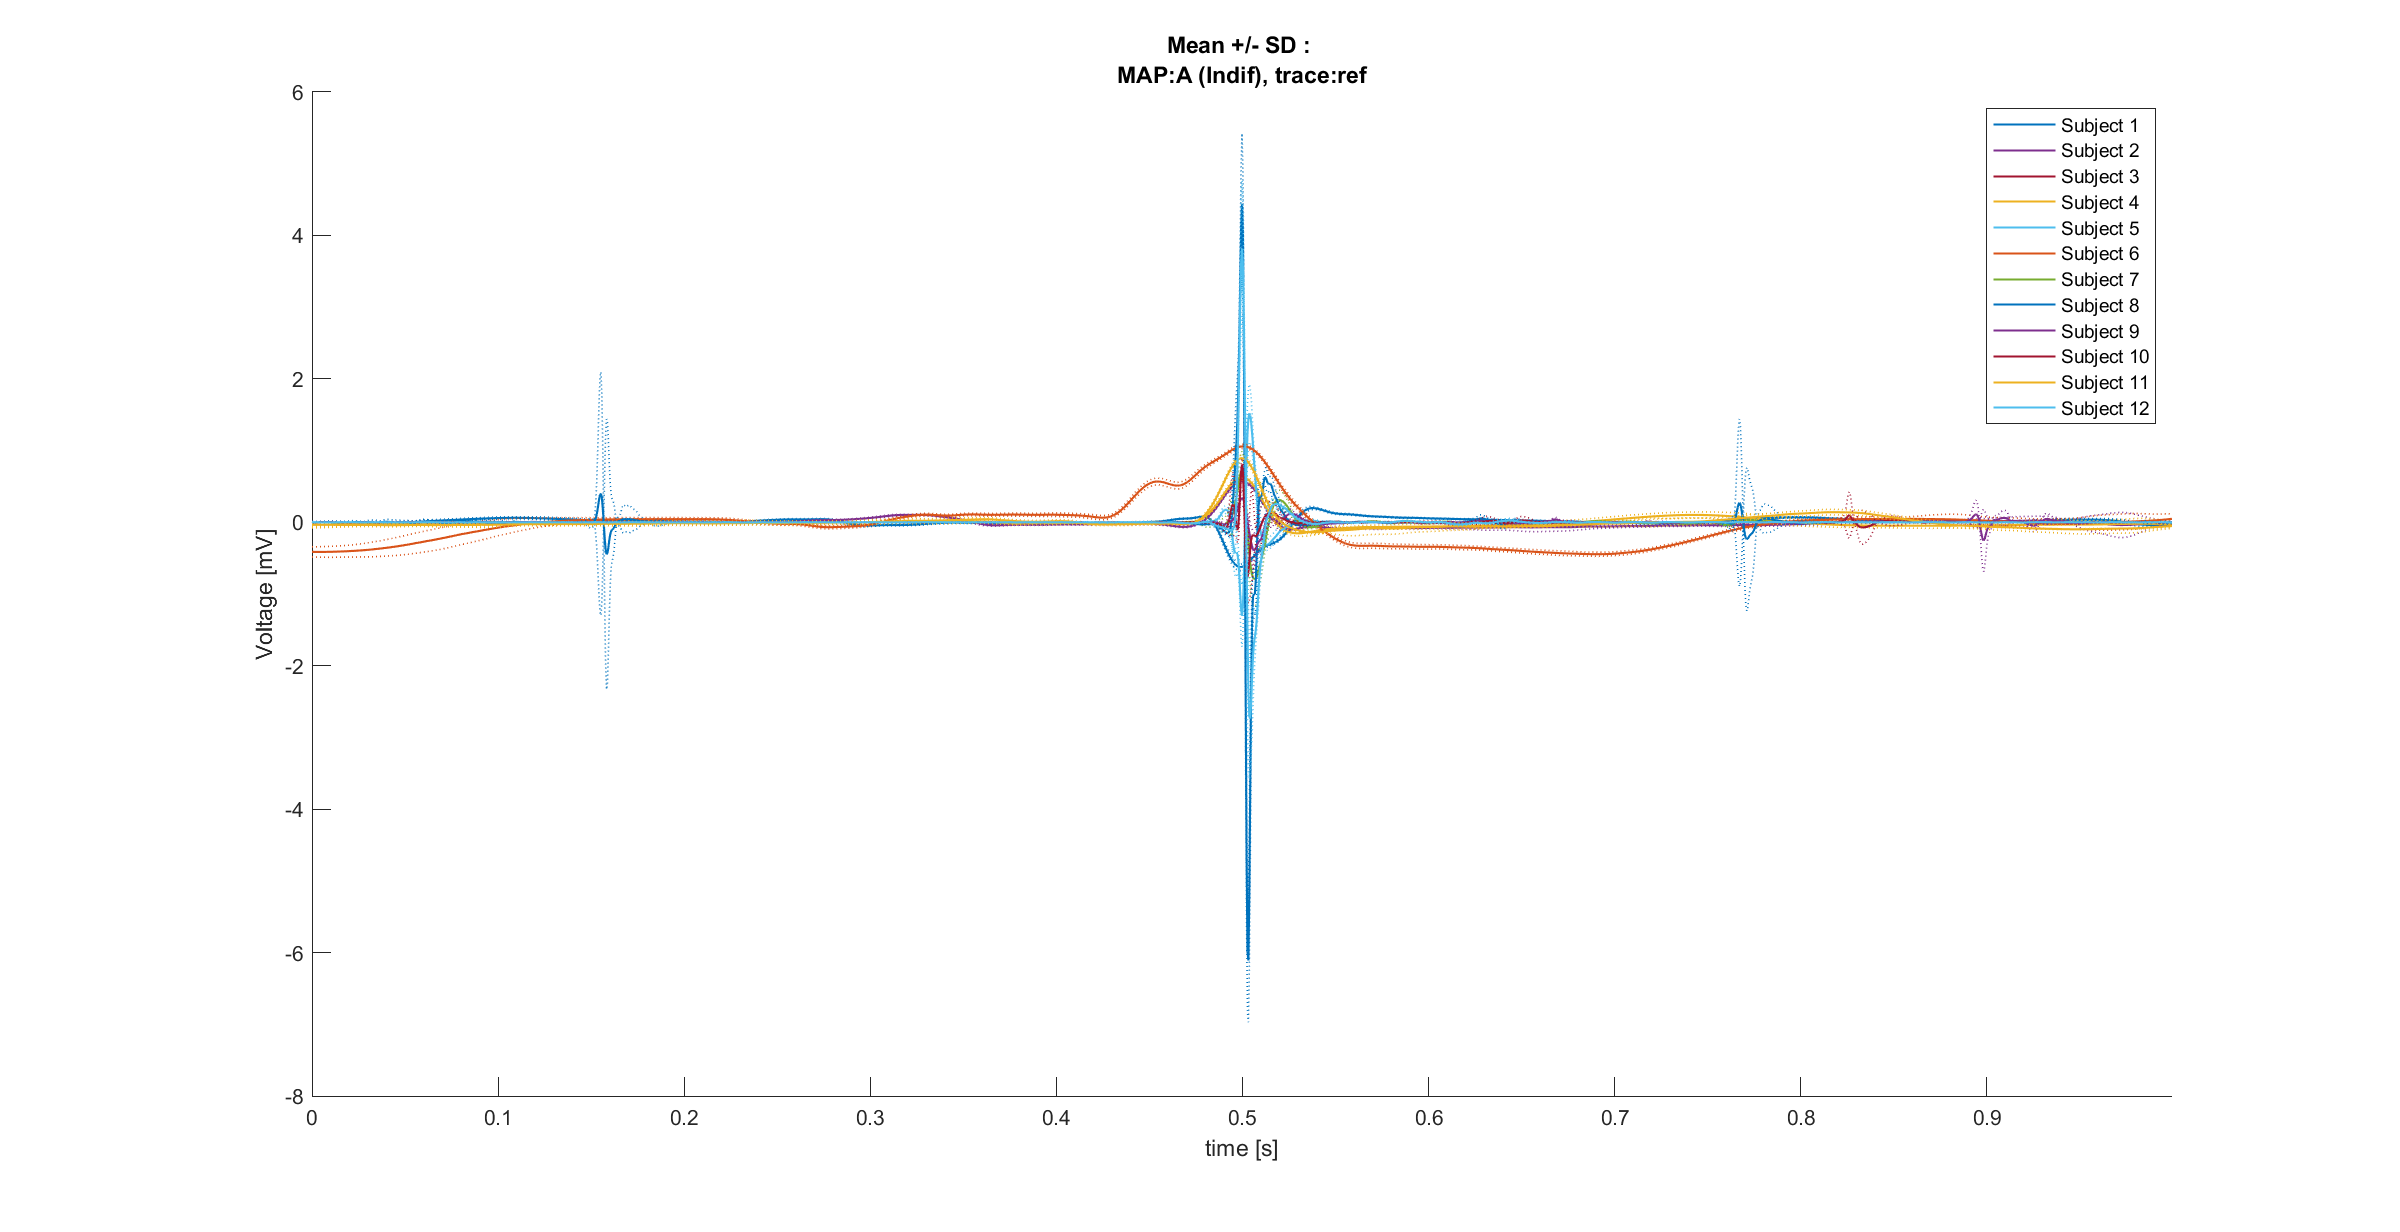 Mean +/- SD :
MAP:A (Indif), trace:ref
6
4
2
0
-2
-4
-6
-8
Voltage [mV]
0
0.1
0.2
0.3
0.4
0.5
0.6
0.7
0.8
0.9
time [s]
Subject 1
Subject 2
Subject 3
Subject 4
Subject 5
Subject 6
Subject 7
Subject 8
Subject 9
Subject 10
Subject 11
Subject 12